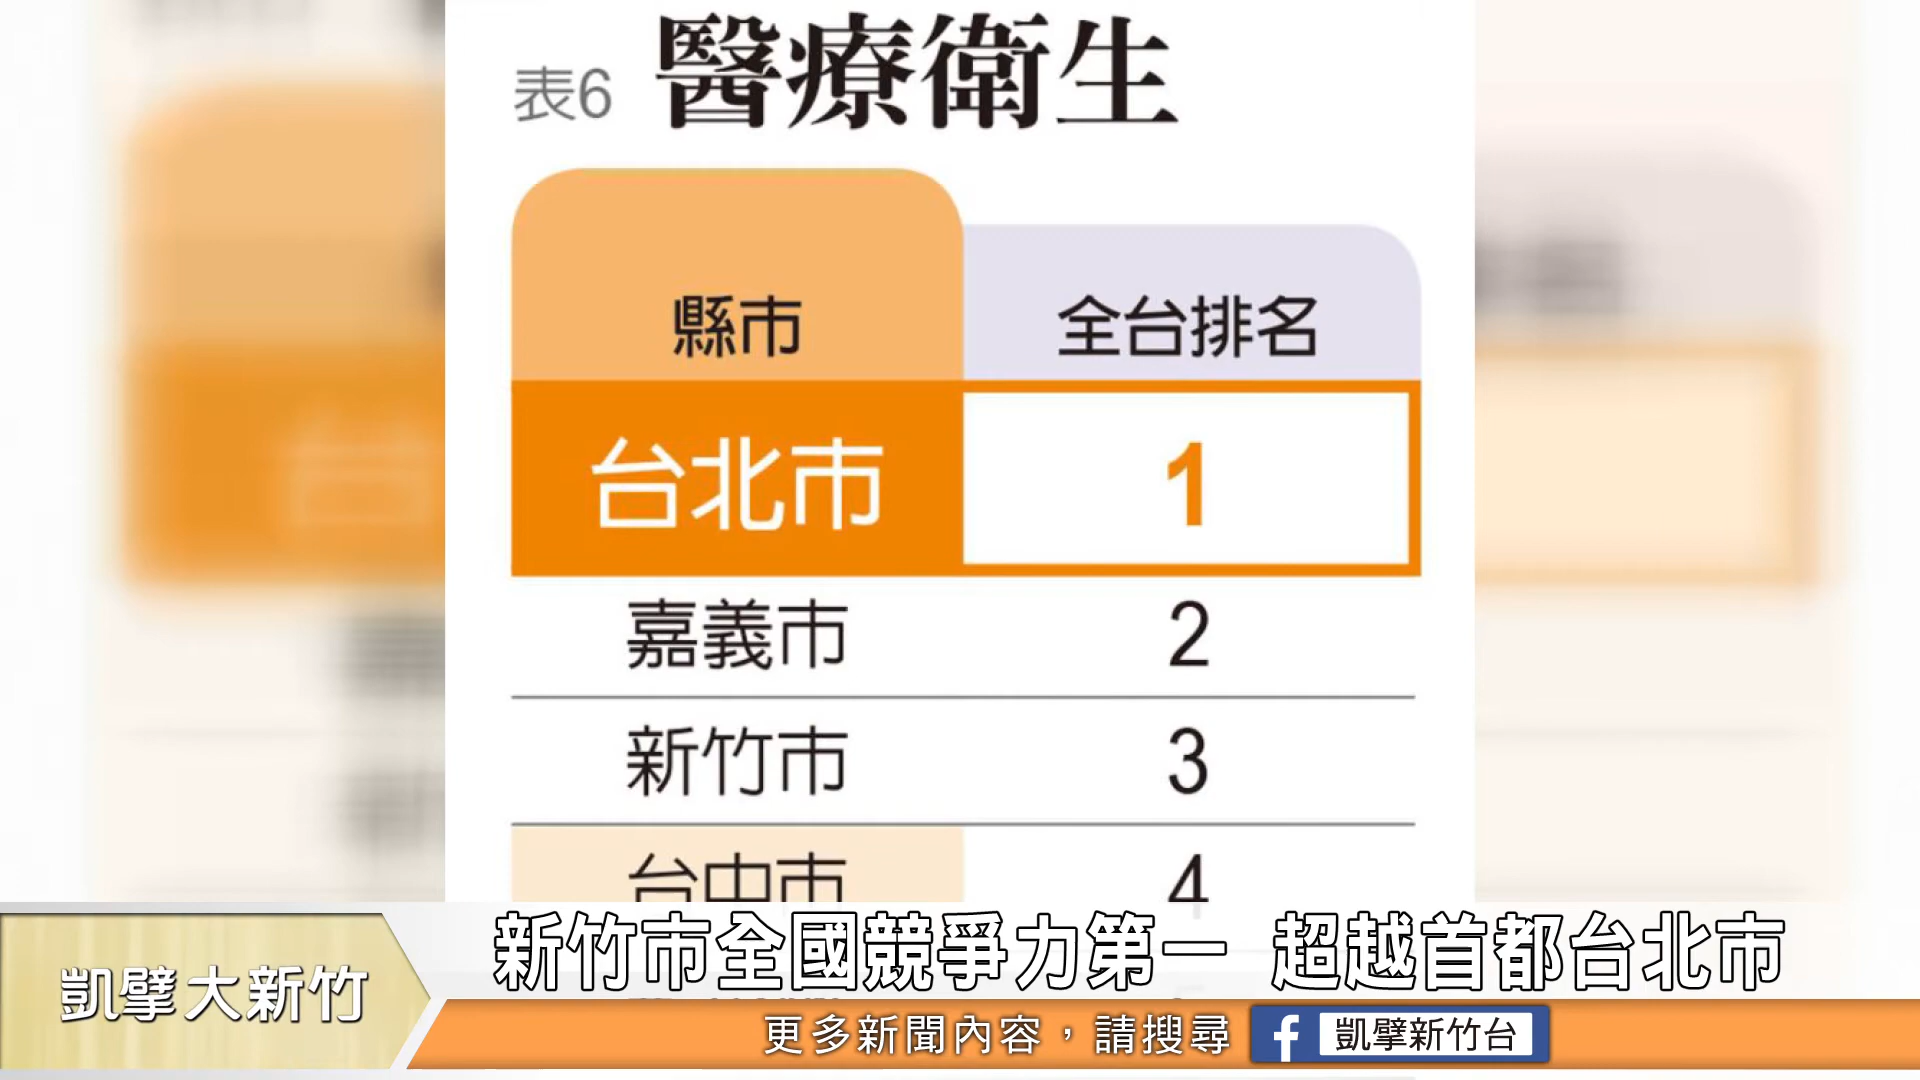 表6 醫療衛生
縣市 全台排名
台北市 1
嘉義市 2
新竹市 3
台中市 4
新竹市全國競爭力第一 超越首都台北市
凱擘大新竹
更多新聞內容，請搜尋 f 凱擘新竹台